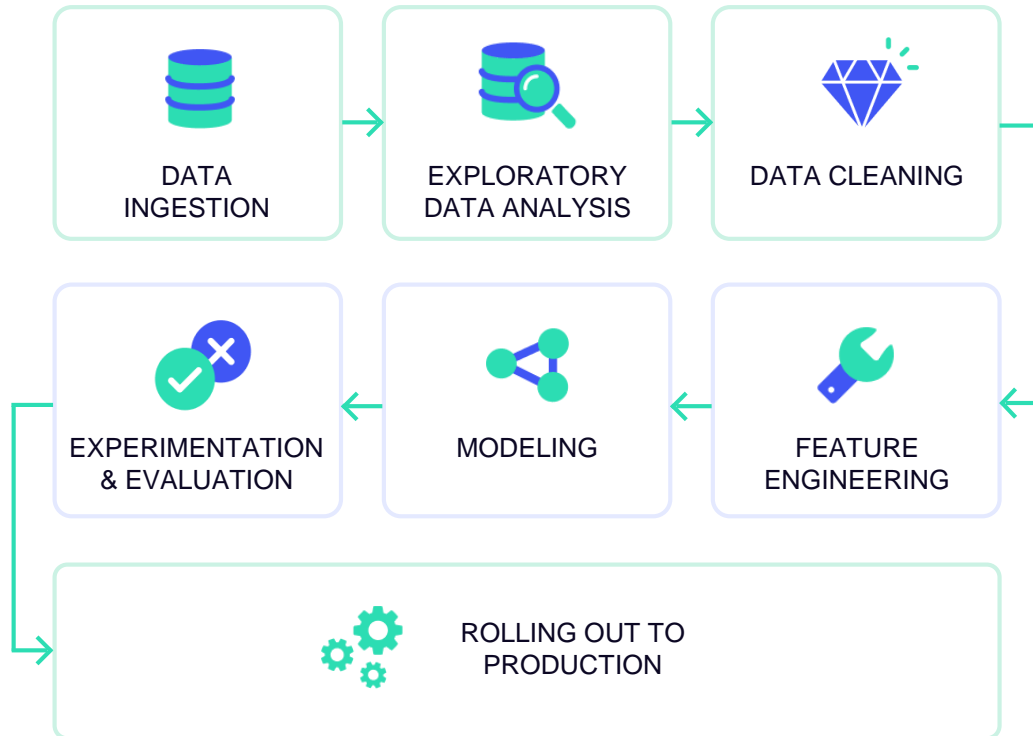 DATA
INGESTION
EXPLORATORY
DATA ANALYSIS
DATA CLEANING
FEATURE
ENGINEERING
MODELING
EXPERIMENTATION
& EVALUATION
ROLLING OUT TO
PRODUCTION